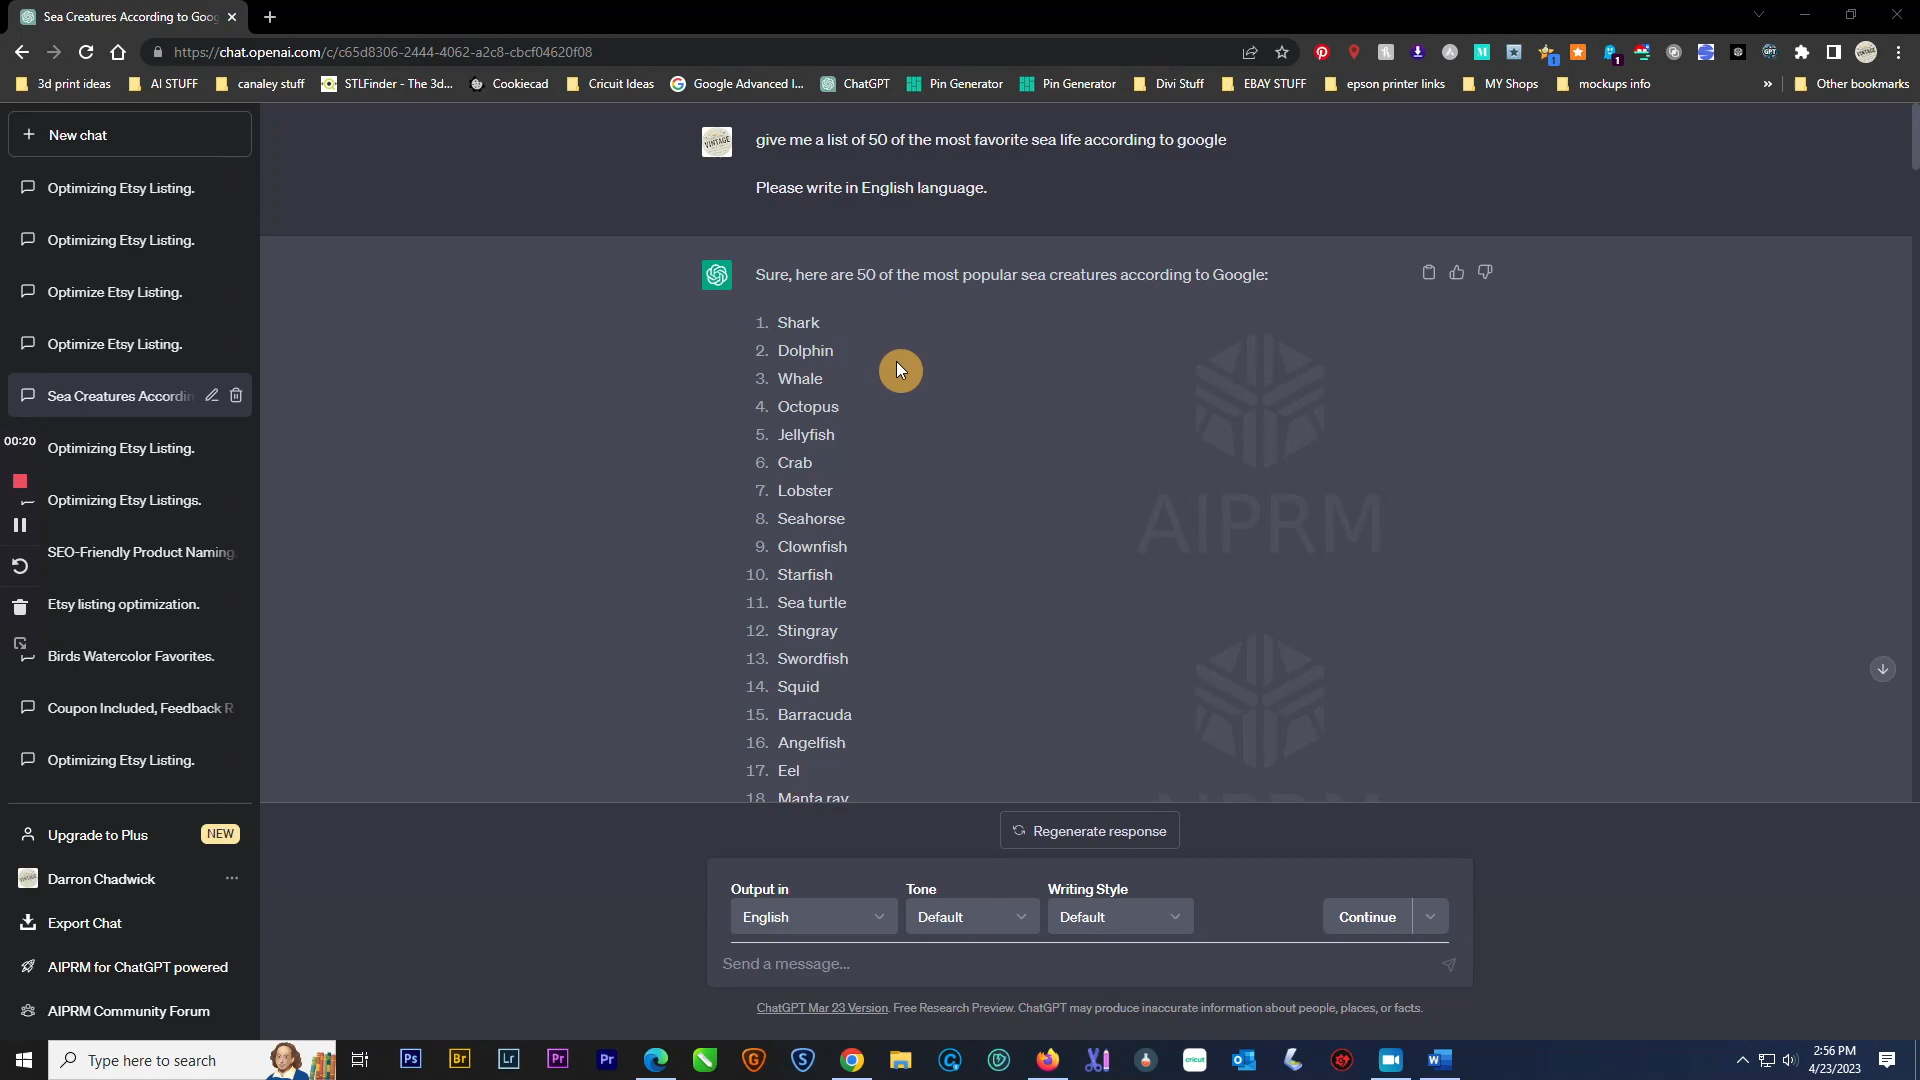 Sea Creatures According to Goog
https://chat.openai.com/c/c65d8306-2444-4062-a2c8-cbcf04620f08
3d print ideas
AI STUFF
canaley stuff
STLFinder - The 3d...
Cookiecad
Cricuit Ideas
Google Advanced I...
ChatGPT
Pin Generator
Pin Generator
Divi Stuff
EBAY STUFF
epson printer links
MY Shops
mockups info
Other bookmarks
New chat
Optimizing Etsy Listing.
Optimizing Etsy Listing.
Optimize Etsy Listing.
Optimize Etsy Listing.
Sea Creatures Accordin
00:20
Optimizing Etsy Listing.
Optimizing Etsy Listings.
SEO-Friendly Product Naming.
Etsy listing optimization.
Birds Watercolor Favorites.
Coupon Included, Feedback R
Optimizing Etsy Listing.
Upgrade to Plus
NEW
Darron Chadwick
Export Chat
AIPRM for ChatGPT powered
AIPRM Community Forum
VINTAGE
give me a list of 50 of the most favorite sea life according to google
Please write in English language.
Sure, here are 50 of the most popular sea creatures according to Google:
1. Shark
2. Dolphin
3. Whale
4. Octopus
5. Jellyfish
6. Crab
7. Lobster
8. Seahorse
9. Clownfish
10. Starfish
11. Sea turtle
12. Stingray
13. Swordfish
14. Squid
15. Barracuda
16. Angelfish
17. Eel
18. Manta ray
AIPRM
AIPRM
Regenerate response
Output in
Tone
Writing Style
English
Default
Default
Continue
Send a message...
ChatGPT Mar 23 Version. Free Research Preview. ChatGPT may produce inaccurate information about people, places, or facts.
Type here to search
Ps
Br
Lr
Pr
Pr
2:56 PM
4/23/2023